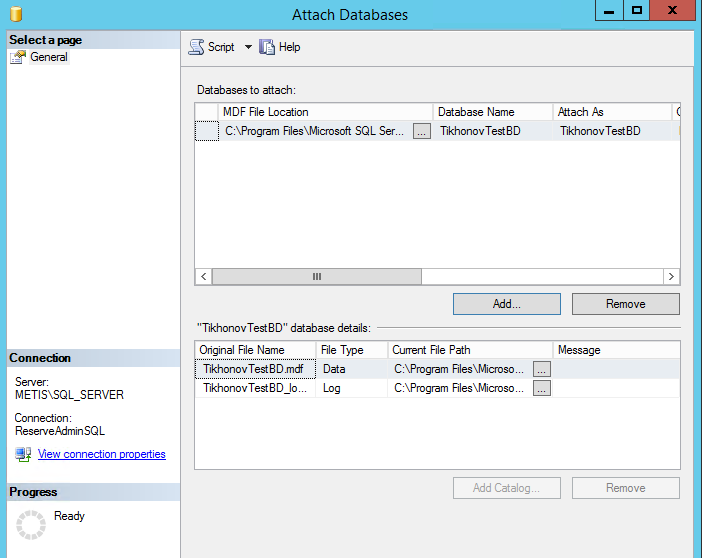 Attach Databases
Select a page
General
Script Help
Databases to attach:
MDF File Location Database Name Attach As
C:\Program Files\Microsoft SQL Ser... ... TikhonovTestBD TikhonovTestBD
Add... Remove
"TikhonovTestBD" database details:
Original File Name File Type Current File Path Message
TikhonovTestBD.mdf Data C:\Program Files\Microso... ...
TikhonovTestBD_lo... Log C:\Program Files\Microso... ...
Add Catalog... Remove
Connection
Server:
METIS\SQL_SERVER
Connection:
ReserveAdminSQL
View connection properties
Progress
Ready